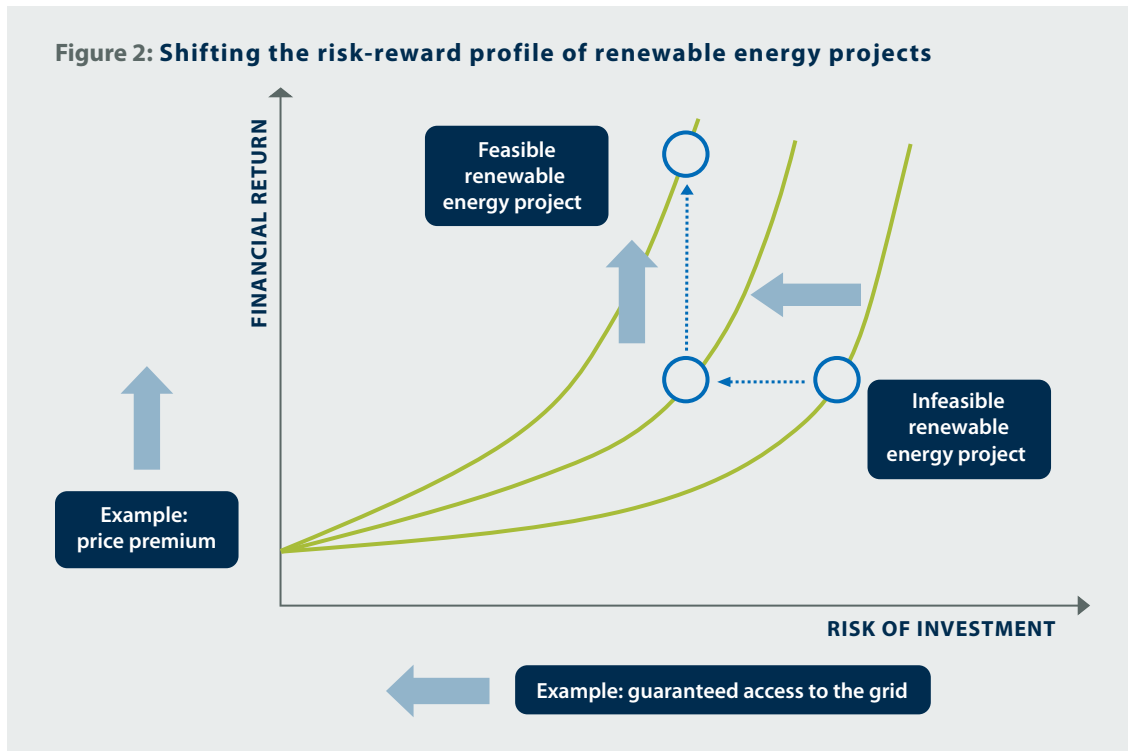 Figure 2: Shifting the risk-reward profile of renewable energy projects
FINANCIAL RETURN
Feasible
renewable
energy project
Infeasible
renewable
energy project
Example:
price premium
RISK OF INVESTMENT
Example: guaranteed access to the grid